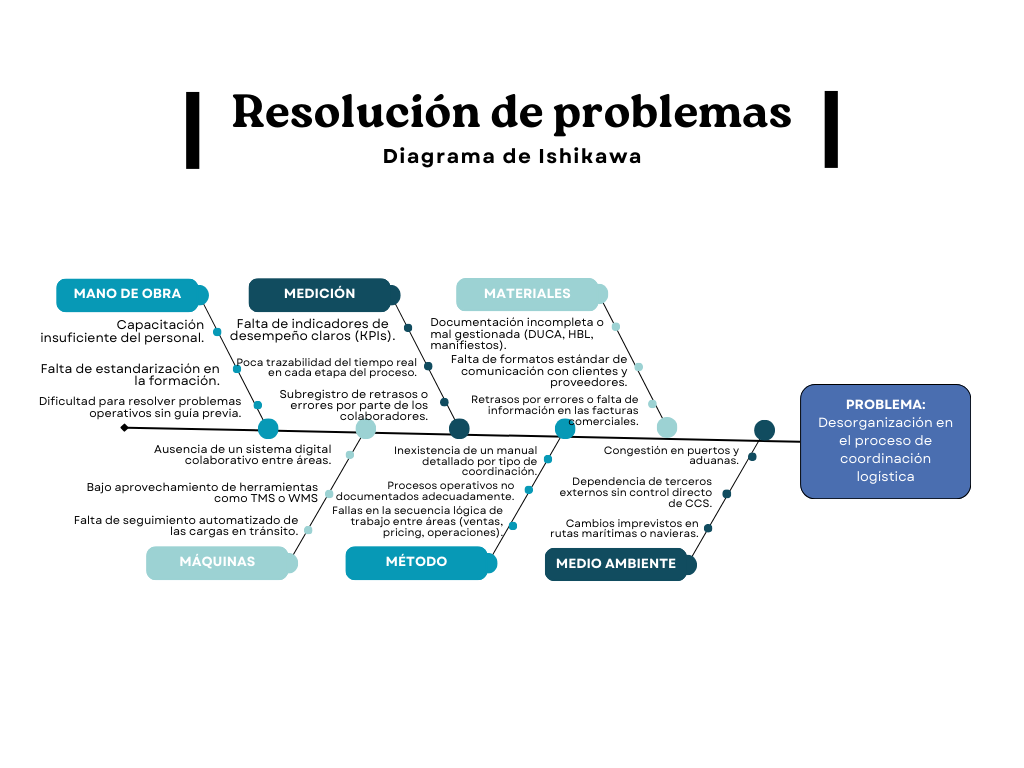 Resolución de problemas
Diagrama de Ishikawa
MANO DE OBRA
Capacitación
insuficiente del personal.
Falta de estandarización en
la formación.
Dificultad para resolver problemas
operativos sin guía previa.
MEDICIÓN
Falta de indicadores de
desempeño claros (KPIs).
Poca trazabilidad del tiempo real
en cada etapa del proceso.
Subregistro de retrasos o
errores por parte de los
colaboradores.
MATERIALES
Documentación incompleta o
mal gestionada (DUCA, HBL,
manifiestos).
Falta de formatos estándar de
comunicación con clientes y
proveedores.
Retrasos por errores o falta de
información en las facturas
comerciales.
PROBLEMA:
Desorganización en
el proceso de
coordinación
logística
Ausencia de un sistema digital
colaborativo entre áreas.
Bajo aprovechamiento de herramientas
como TMS o WMS
Falta de seguimiento automatizado de
las cargas en tránsito.
MÁQUINAS
Inexistencia de un manual
detallado por tipo de
coordinación.
Procesos operativos no
documentados adecuadamente.
Fallas en la secuencia lógica de
trabajo entre áreas (ventas,
pricing, operaciones).
MÉTODO
Congestión en puertos y
aduanas.
Dependencia de terceros
externos sin control directo
de CCS.
Cambios imprevistos en
rutas marítimas o navieras.
MEDIO AMBIENTE